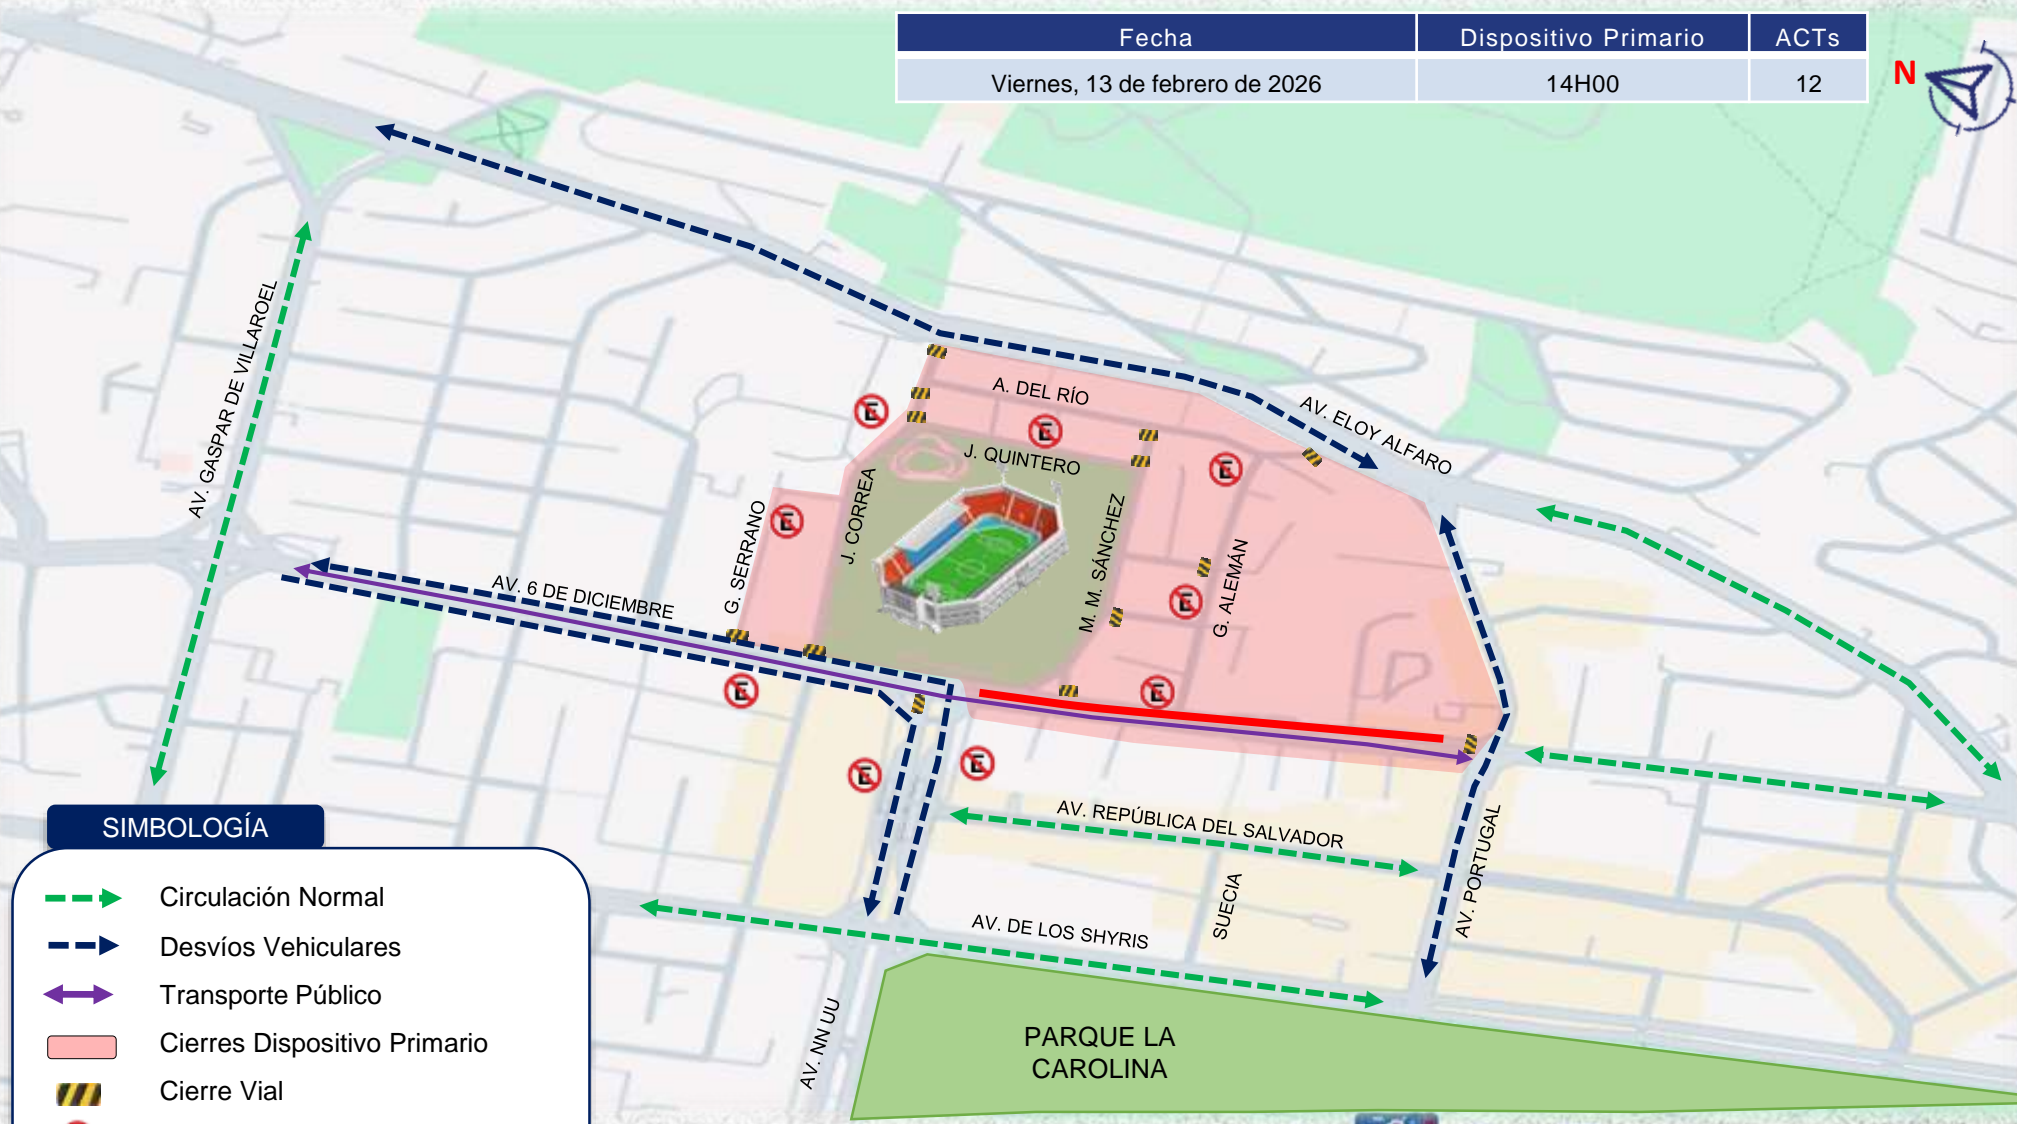 Fecha
Dispositivo Primario
ACTs
Viernes, 13 de febrero de 2026
14H00
12
N
AV. GASPAR DE VILLAROEL
A. DEL RÍO
AV. ELOY ALFARO
J. QUINTERO
J. CORREA
G. SERRANO
M. M. SÁNCHEZ
G. ALEMÁN
AV. 6 DE DICIEMBRE
E
E
E
E
E
E
E
E
E
AV. REPÚBLICA DEL SALVADOR
AV. PORTUGAL
SUECIA
AV. DE LOS SHYRIS
AV. NN UU
PARQUE LA
CAROLINA
SIMBOLOGÍA
Circulación Normal
Desvíos Vehiculares
Transporte Público
Cierres Dispositivo Primario
Cierre Vial